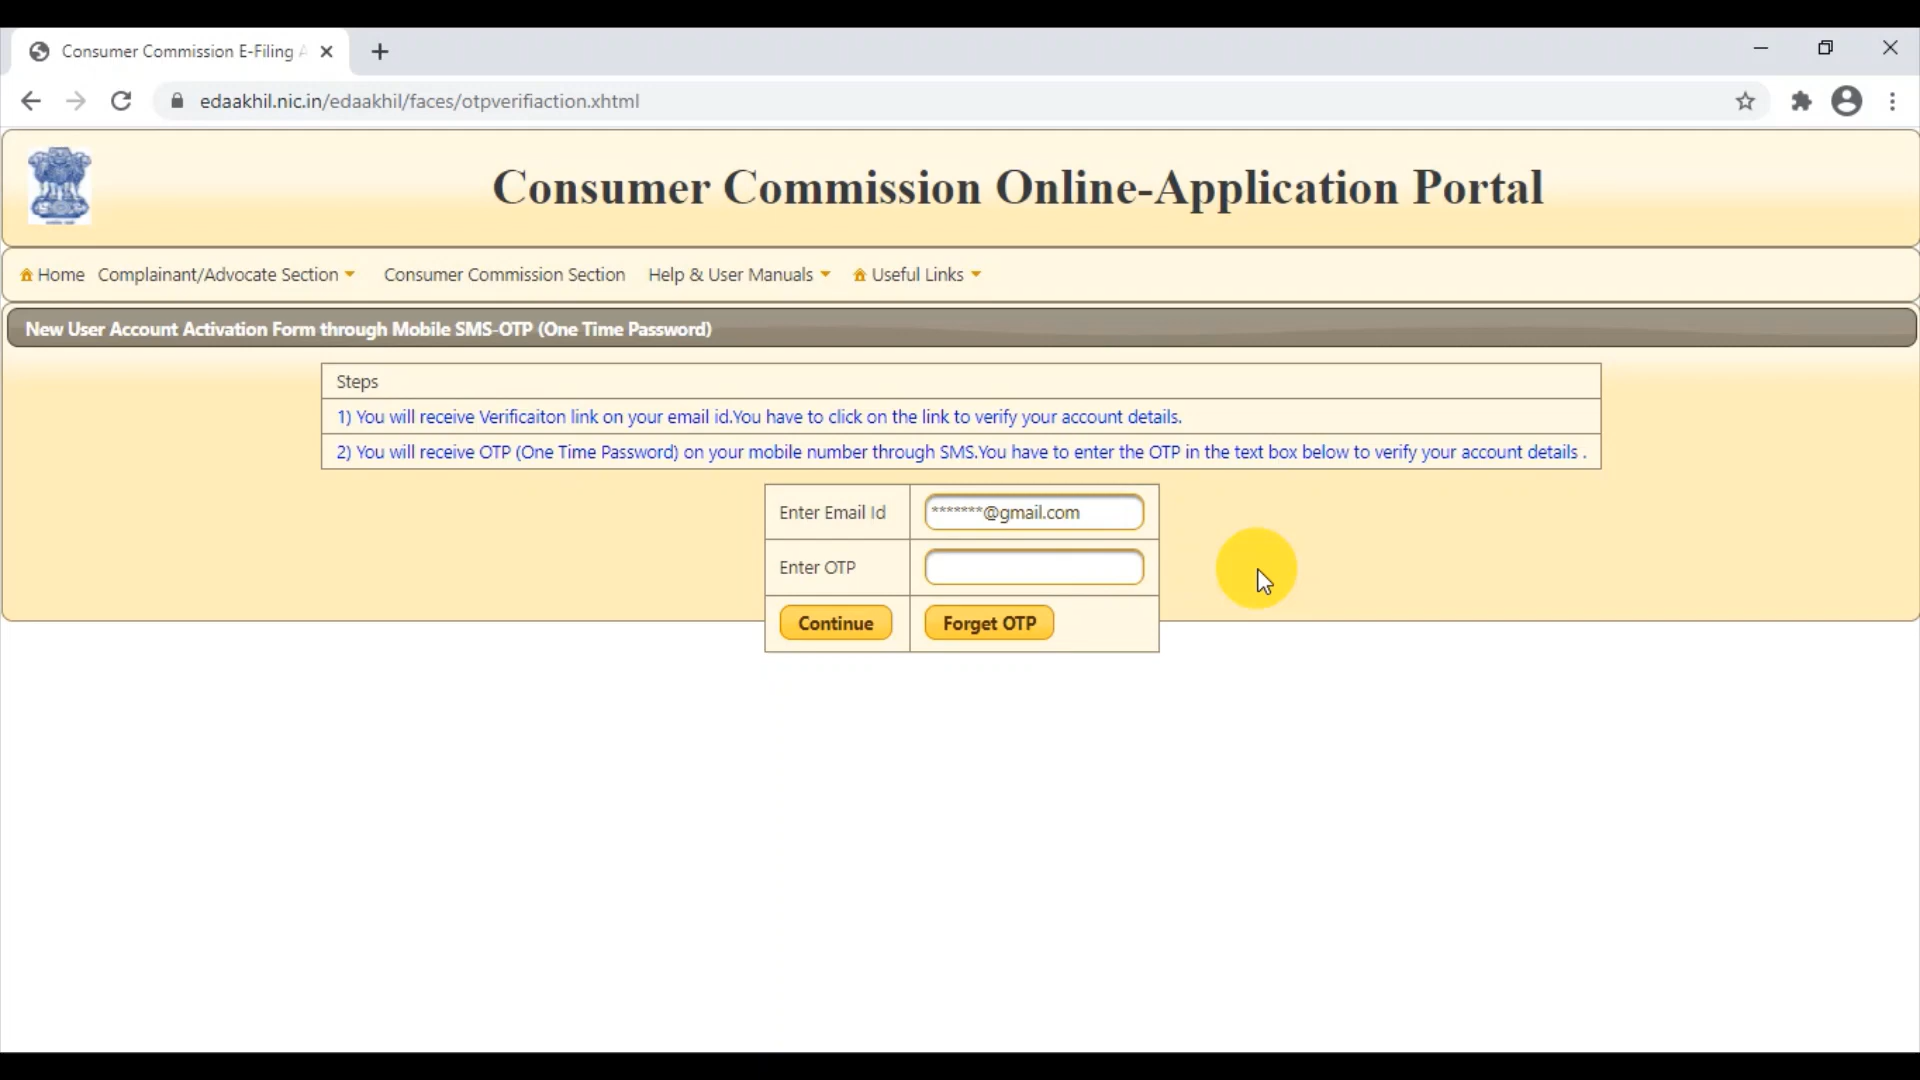 Consumer Commission E-Filing
edaakhil.nic.in/edaakhil/faces/otpverifiaction.xhtml
Consumer Commission Online-Application Portal
Home Complainant/Advocate Section Consumer Commission Section Help & User Manuals Useful Links
New User Account Activation Form through Mobile SMS-OTP (One Time Password)
Steps
1) You will receive Verificaiton link on your email id.You have to click on the link to verify your account details.
2) You will receive OTP (One Time Password) on your mobile number through SMS.You have to enter the OTP in the text box below to verify your account details .
Enter Email Id *******@gmail.com
Enter OTP
Continue Forget OTP